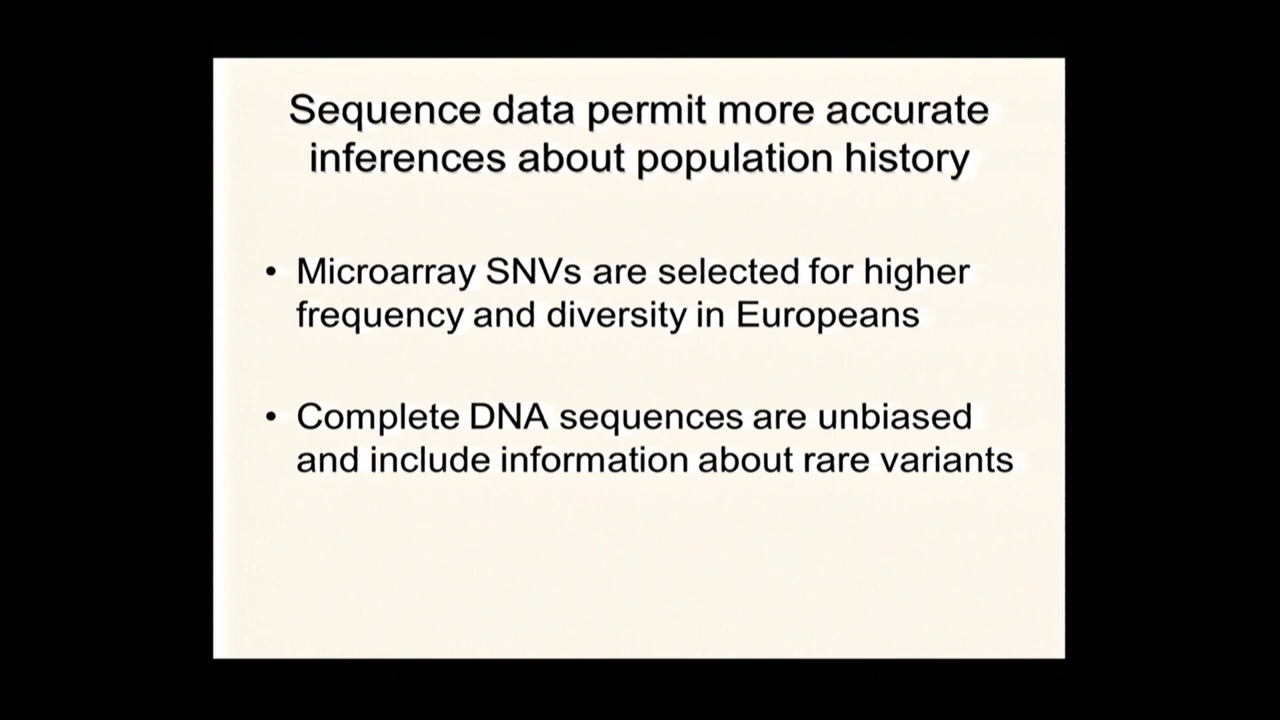 Sequence data permit more accurate
inferences about population history
• Microarray SNVs are selected for higher
frequency and diversity in Europeans
• Complete DNA sequences are unbiased
and include information about rare variants